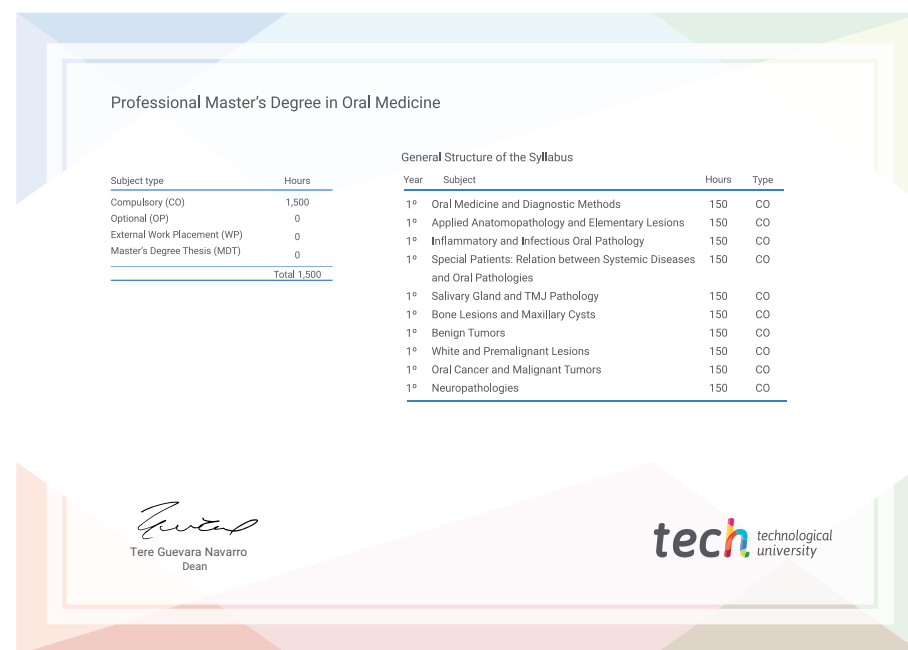 Professional Master's Degree in Oral Medicine
Subject type Hours
Compulsory (CO) 1,500
Optional (OP) 0
External Work Placement (WP) 0
Master's Degree Thesis (MDT) 0
Total 1,500
General Structure of the Syllabus
Year Subject Hours Type
1º Oral Medicine and Diagnostic Methods 150 CO
1º Applied Anatomopathology and Elementary Lesions 150 CO
1º Inflammatory and Infectious Oral Pathology 150 CO
1º Special Patients: Relation between Systemic Diseases 150 CO
and Oral Pathologies
1º Salivary Gland and TMJ Pathology 150 CO
1º Bone Lesions and Maxillary Cysts 150 CO
1º Benign Tumors 150 CO
1º White and Premalignant Lesions 150 CO
1º Oral Cancer and Malignant Tumors 150 CO
1º Neuropathologies 150 CO
Tere Guevara Navarro
Dean
tech technological
university